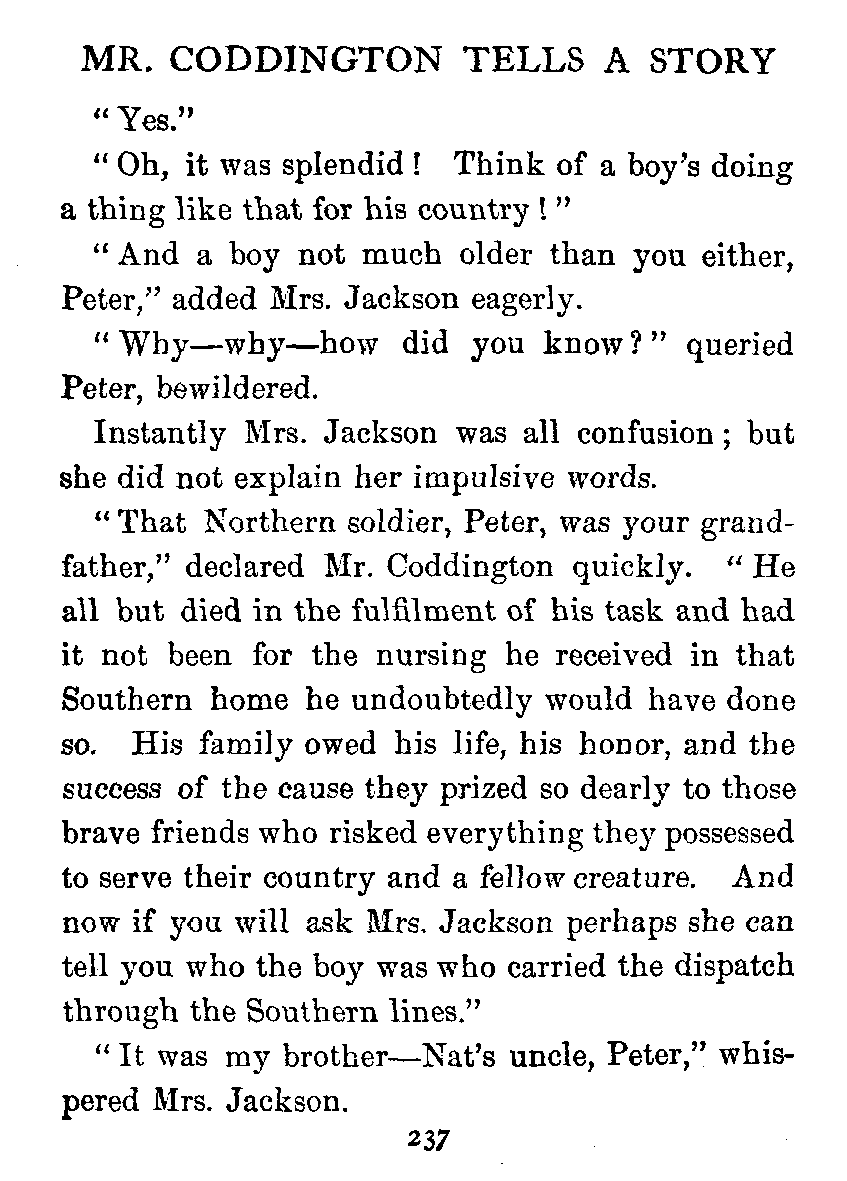 MR. CODDINGTON TELLS A STORY
“Yes.”
“Oh, it was splendid! Think of a boy’s doing
a thing like that for his country!”
“And a boy not much older than you either,
Peter,” added Mrs. Jackson eagerly.
“Why—why—how did you know?” queried
Peter, bewildered.
Instantly Mrs. Jackson was all confusion; but
she did not explain her impulsive words.
“That Northern soldier, Peter, was your grand-
father,” declared Mr. Coddington quickly. “He
all but died in the fulfilment of his task and had
it not been for the nursing he received in that
Southern home he undoubtedly would have done
so. His family owed his life, his honor, and the
success of the cause they prized so dearly to those
brave friends who risked everything they possessed
to serve their country and a fellow creature. And
now if you will ask Mrs. Jackson perhaps she can
tell you who the boy was who carried the dispatch
through the Southern lines.”
“It was my brother—Nat’s uncle, Peter,” whis-
pered Mrs. Jackson.
237